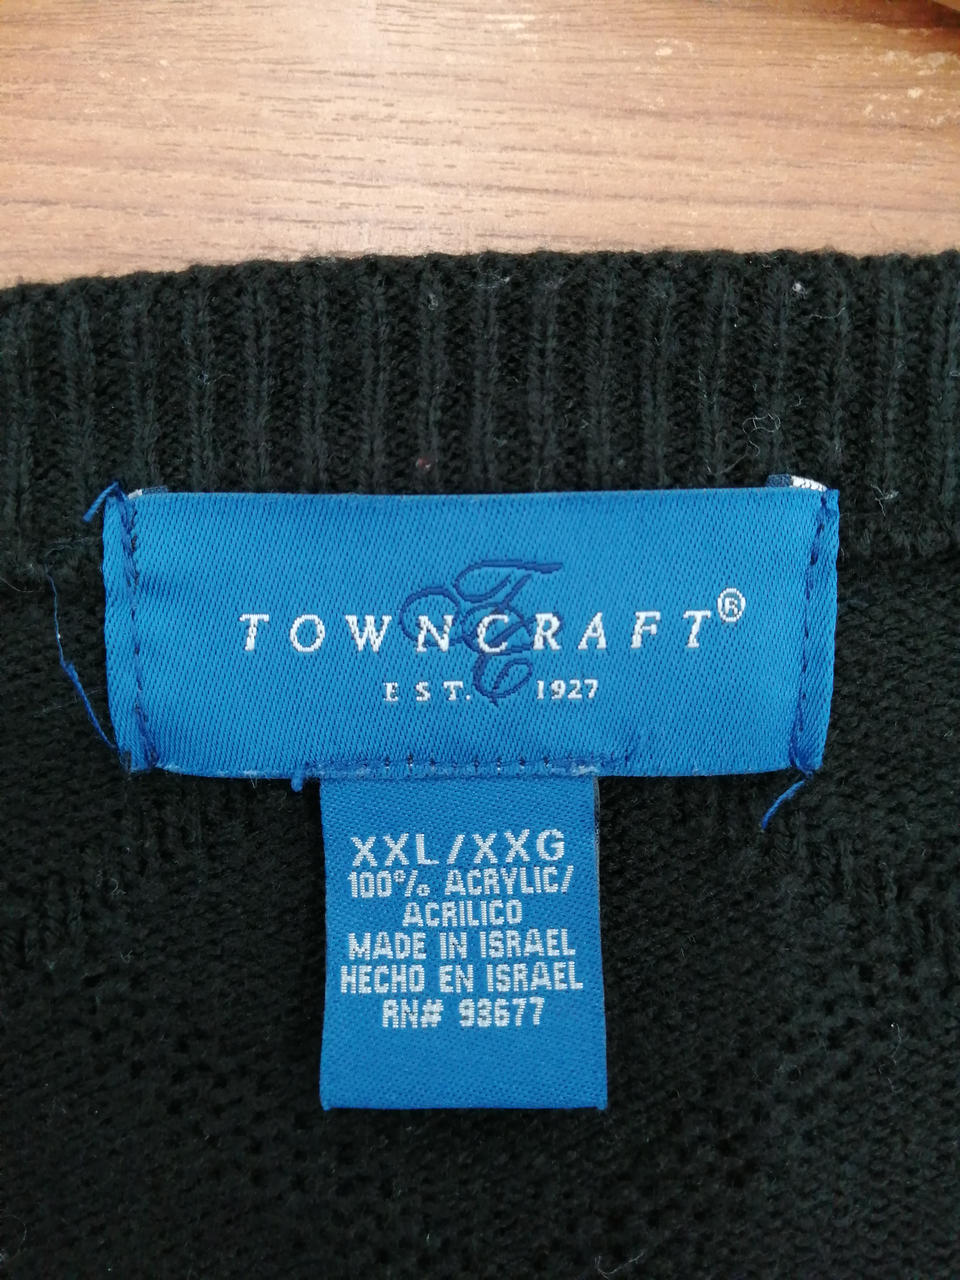 TOWNCRAFT®
EST. 1927
XXL/XXG
100% ACRYLIC/
ACRILICO
MADE IN ISRAEL
HECHO EN ISRAEL
RN# 93677